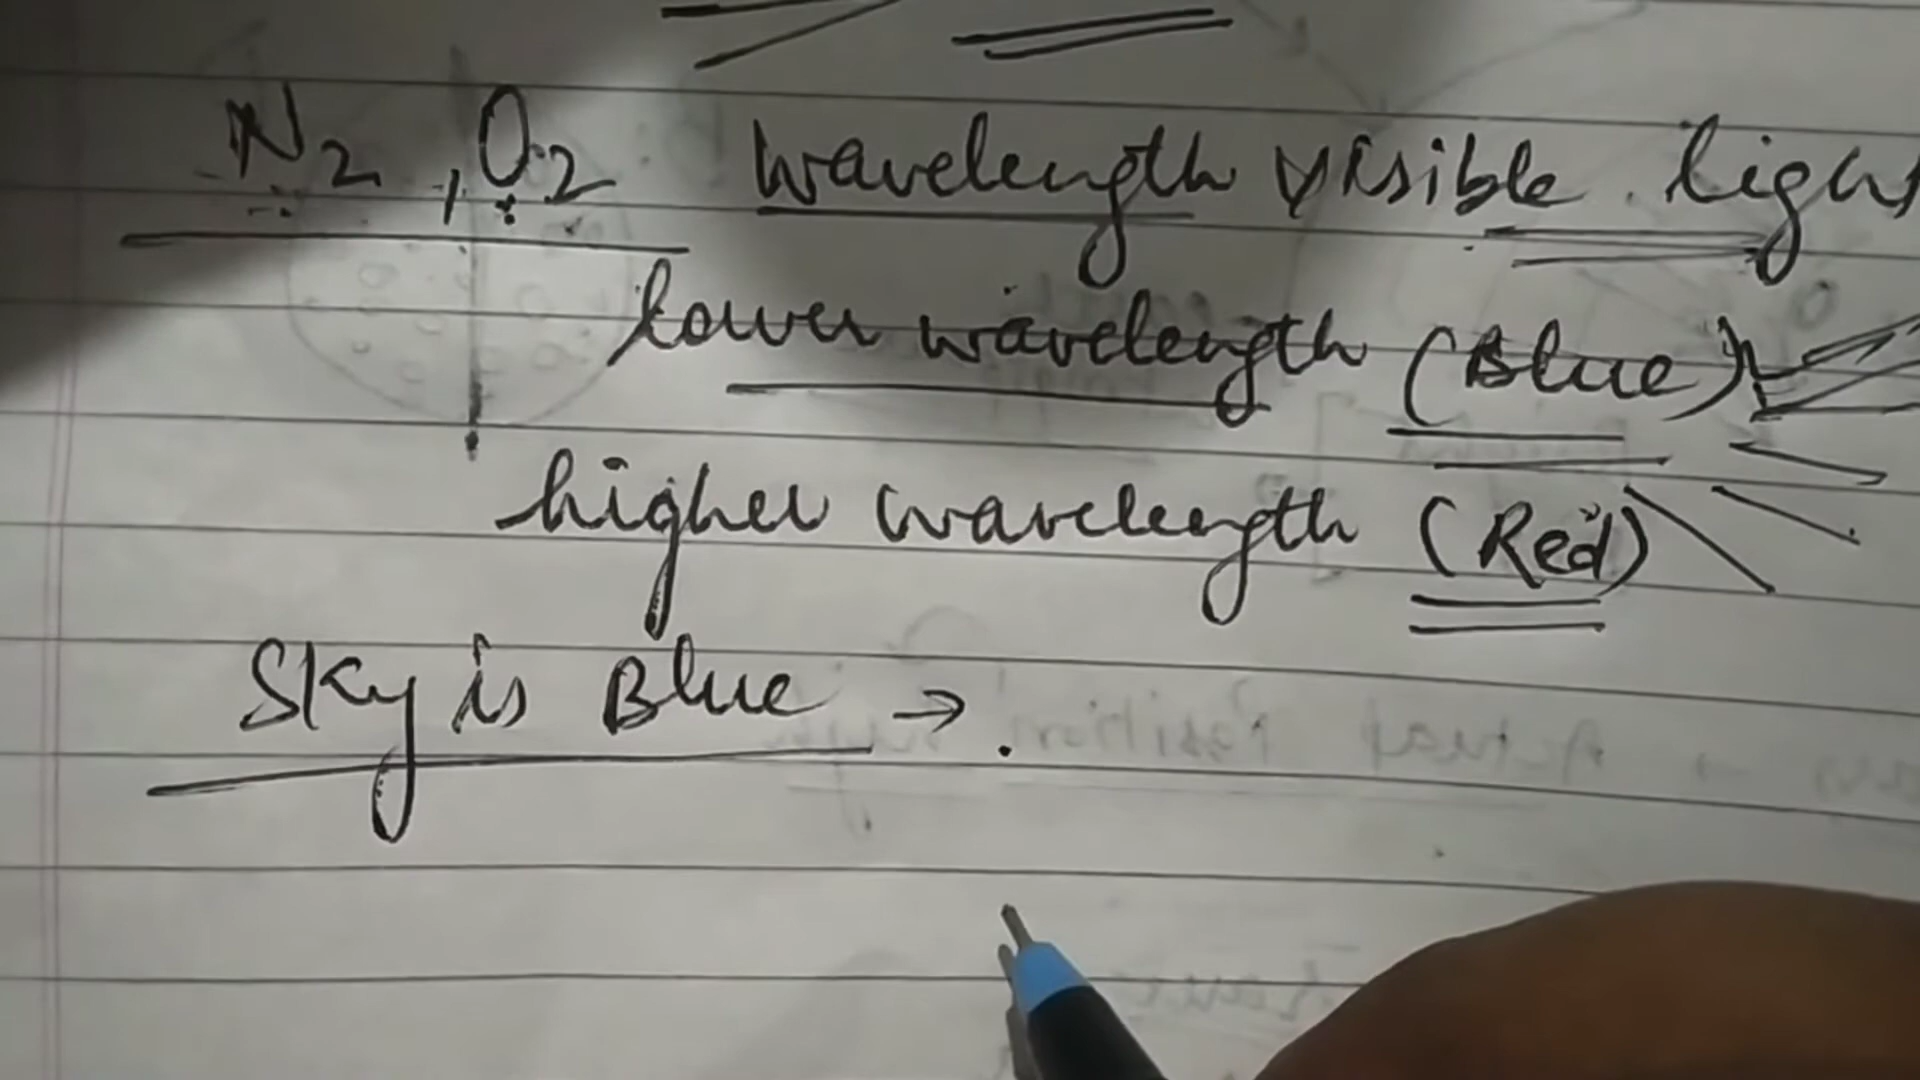 N2, O2 wavelength visible light
lower wavelength (Blue)
higher wavelength (Red)
Sky is Blue →.